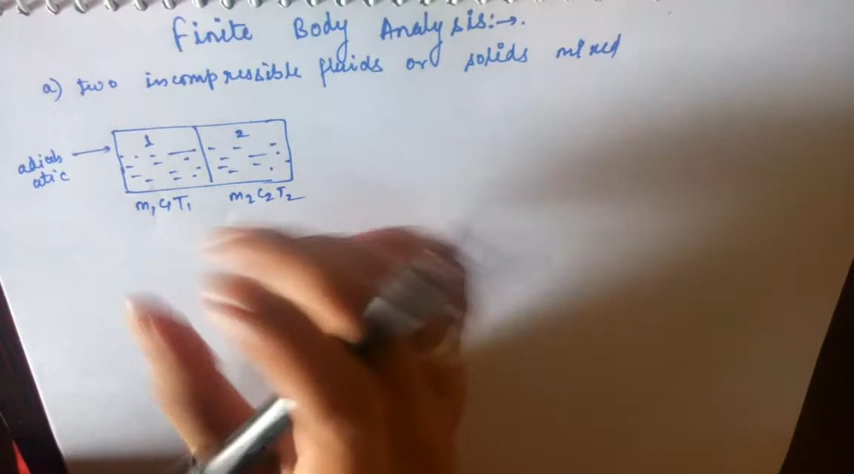 Finite Body Analysis:→.
a) two incompressible fluids or solids mixed
1 2
adiab
atic
m1 C1 T1 m2 C2 T2